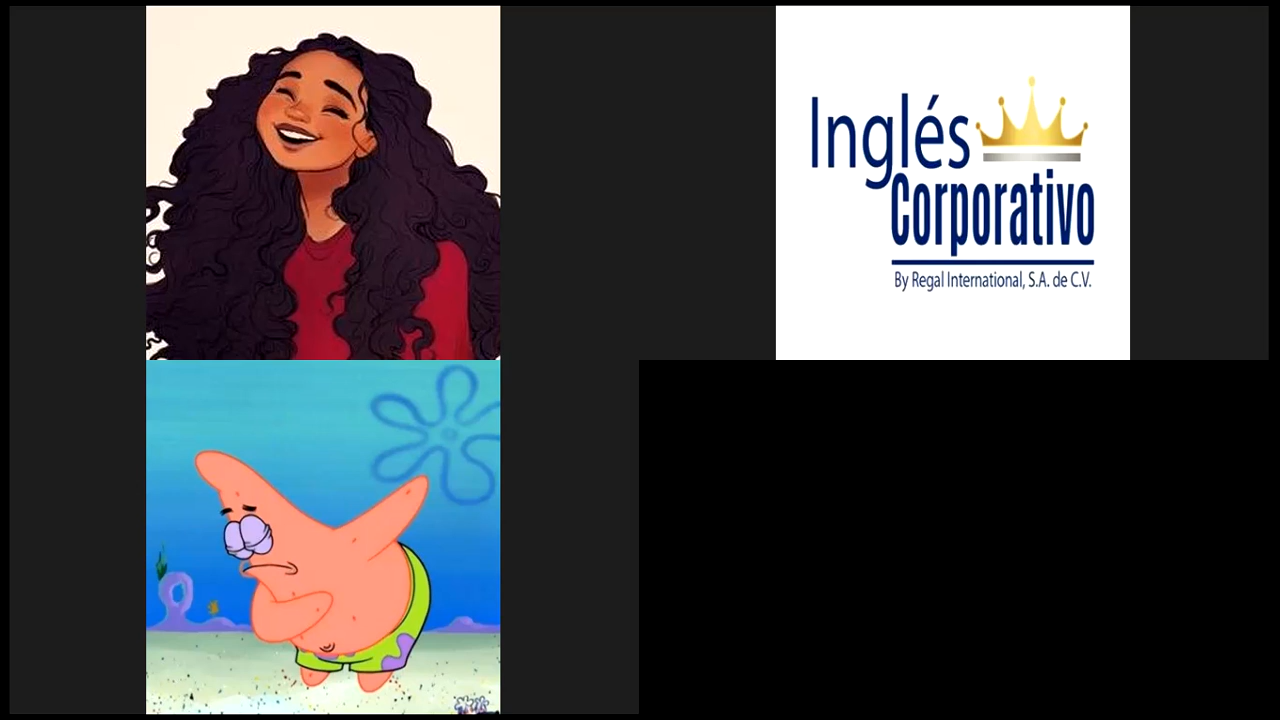 Inglés
Corporativo
By Regal International, S.A. de C.V.